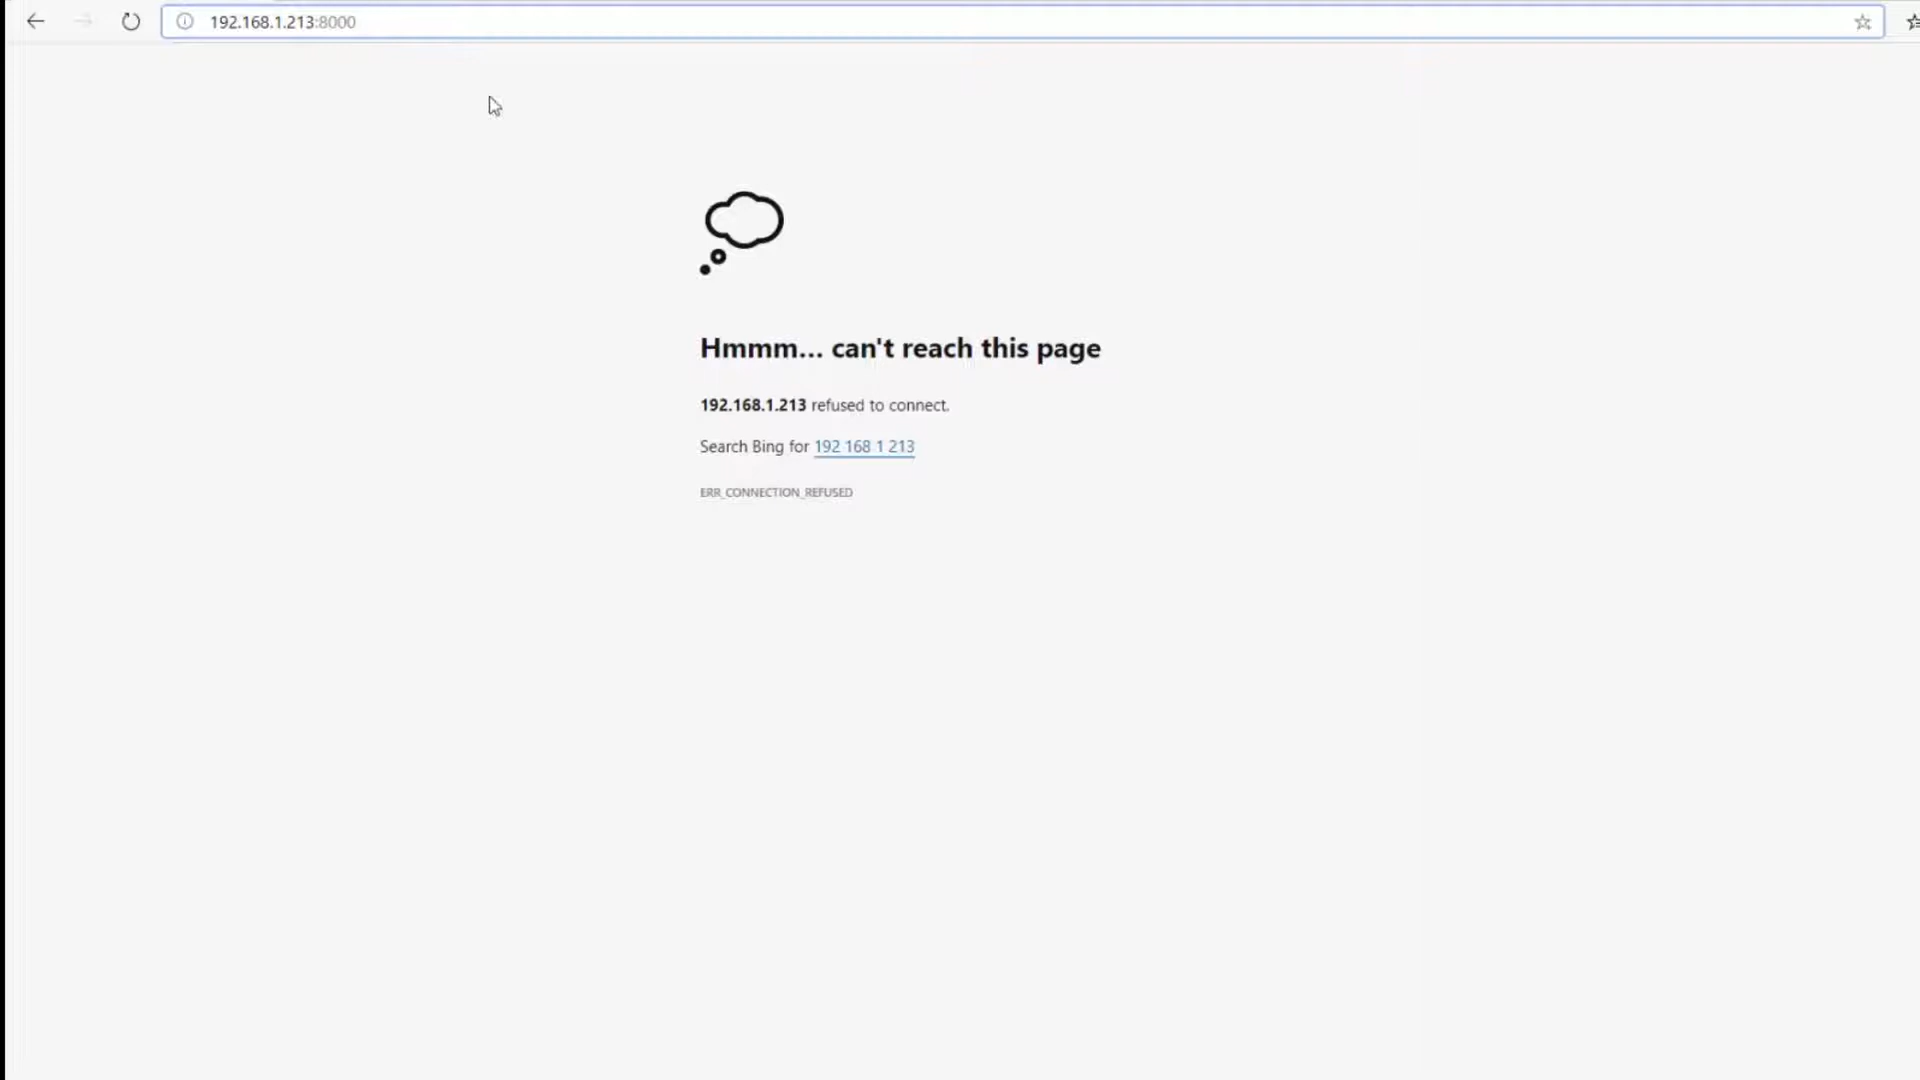 192.168.1.213:8000
Hmmm... can't reach this page
192.168.1.213 refused to connect.
Search Bing for 192 168 1 213
ERR_CONNECTION_REFUSED